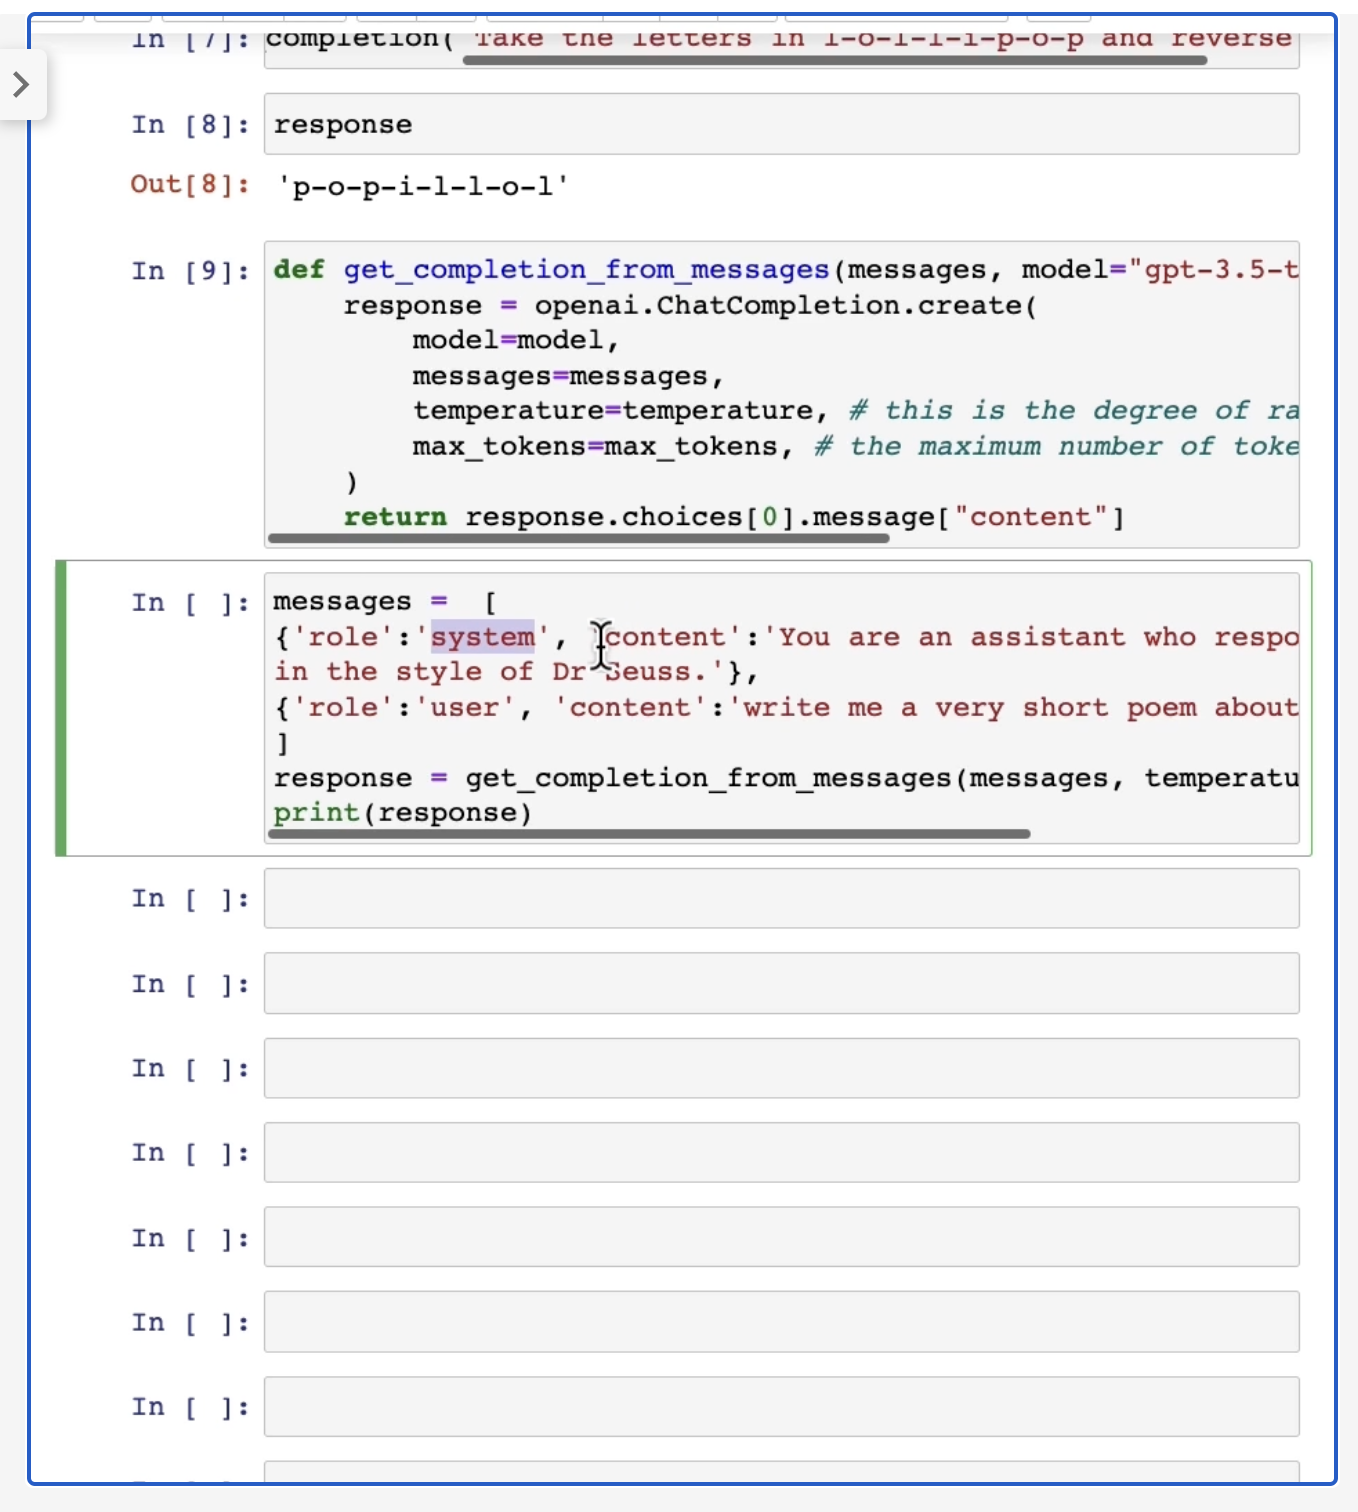 In [7]: completion("Take the letters in l-o-l-l-i-p-o-p and reverse
In [8]: response
Out[8]: 'p-o-p-i-l-l-o-l'
In [9]: def get_completion_from_messages(messages, model="gpt-3.5-t
response = openai.ChatCompletion.create(
model=model,
messages=messages,
temperature=temperature, # this is the degree of ra
max_tokens=max_tokens, # the maximum number of toke
)
return response.choices[0].message["content"]
In [ ]: messages =  [
{'role':'system', 'content':'You are an assistant who respo
in the style of Dr Seuss.'},
{'role':'user', 'content':'write me a very short poem about
]
response = get_completion_from_messages(messages, temperatu
print(response)
In [ ]:
In [ ]:
In [ ]:
In [ ]:
In [ ]:
In [ ]:
In [ ]: